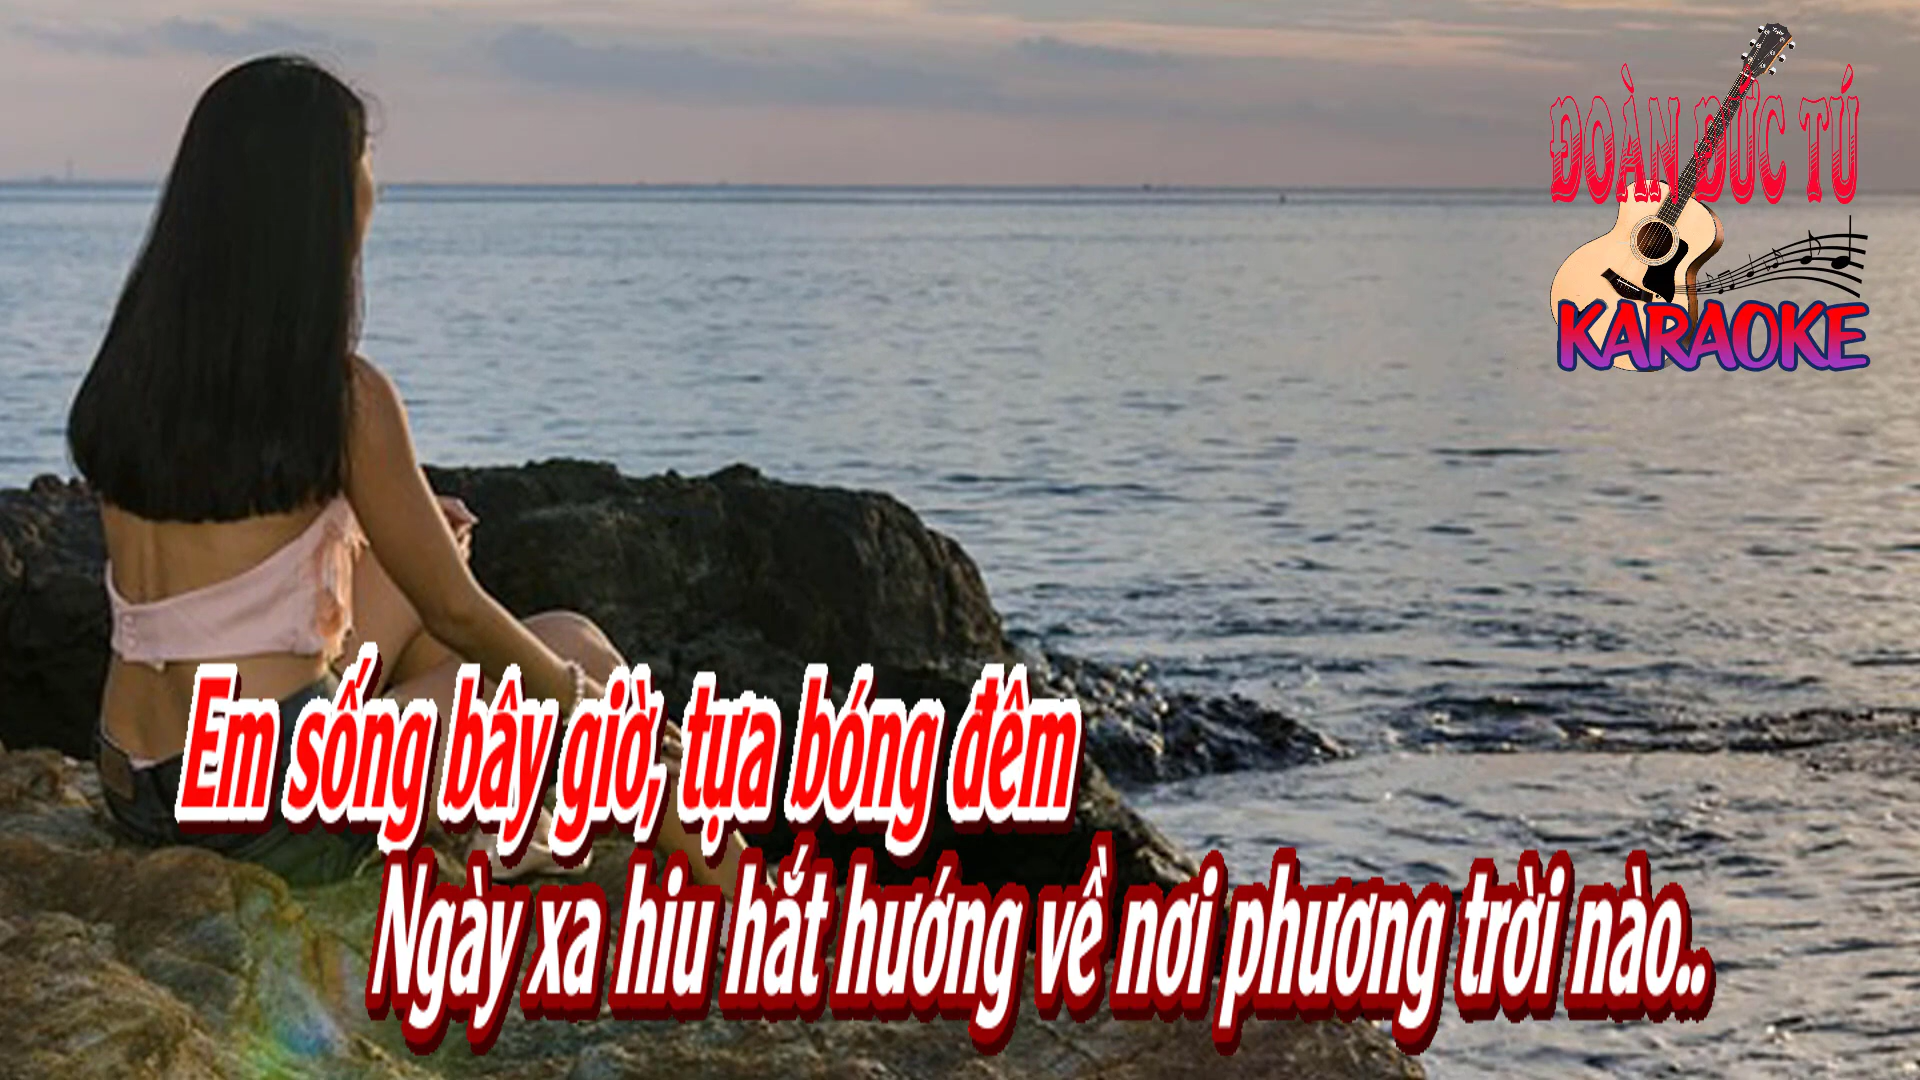 ĐOÀN ĐỨC TÚ
KARAOKE
Em sống bây giờ, tựa bóng đêm
Ngày xa hiu hắt hướng về nơi phương trời nào..